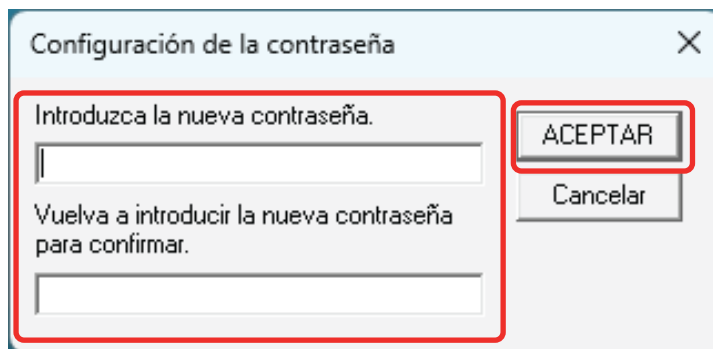 Configuración de la contraseña
Introduzca la nueva contraseña.
ACEPTAR
Cancelar
Vuelva a introducir la nueva contraseña
para confirmar.